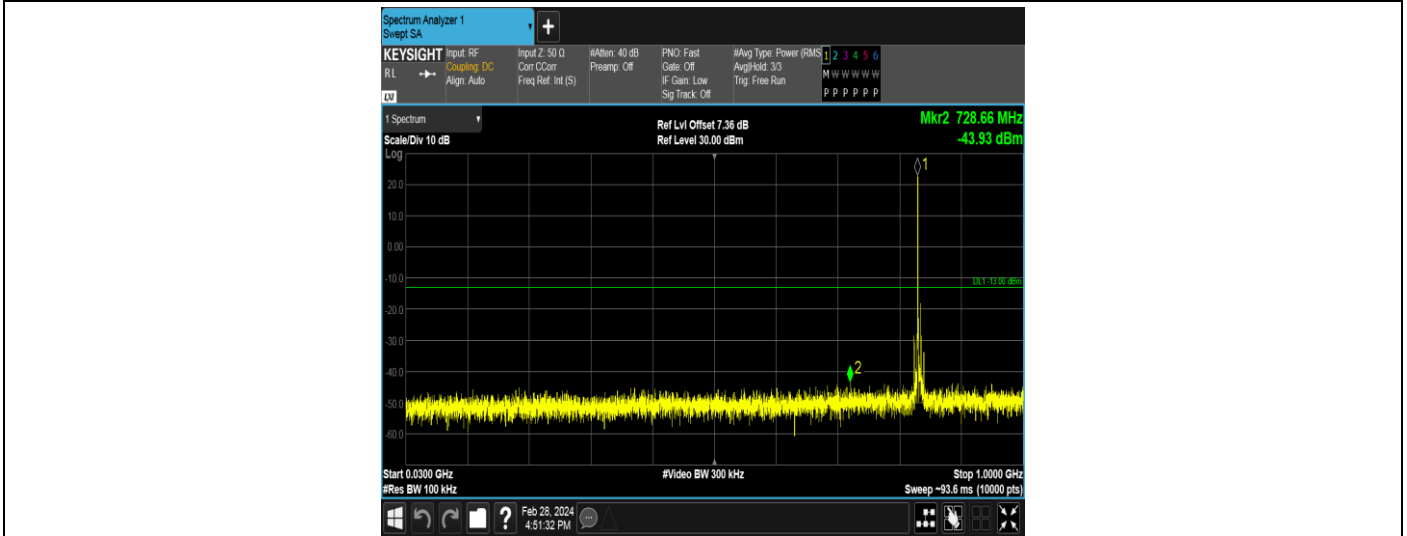 Spectrum Analyzer 1
Swept SA
+
KEYSIGHT
RL
LXI
Input: RF
Coupling: DC
Align: Auto
Input Z: 50 Ω
Corr CCorr
Freq Ref: Int (S)
#Atten: 40 dB
Preamp: Off
PNO: Fast
Gate: Off
IF Gain: Low
Sig Track: Off
#Avg Type: Power (RMS
Avg|Hold: 3/3
Trig: Free Run
1 2 3 4 5 6
M W W W W W
P P P P P P
1 Spectrum
Scale/Div 10 dB
Ref Lvl Offset 7.36 dB
Ref Level 30.00 dBm
Mkr2 728.66 MHz
-43.93 dBm
Log
1
20.0
10.0
0.00
-10.0
DL1 -13.00 dBm
-20.0
-30.0
-40.0
2
-50.0
-60.0
Start 0.0300 GHz
#Video BW 300 kHz
Stop 1.0000 GHz
#Res BW 100 kHz
Sweep ~93.6 ms (10000 pts)
?
Feb 28, 2024
4:51:32 PM